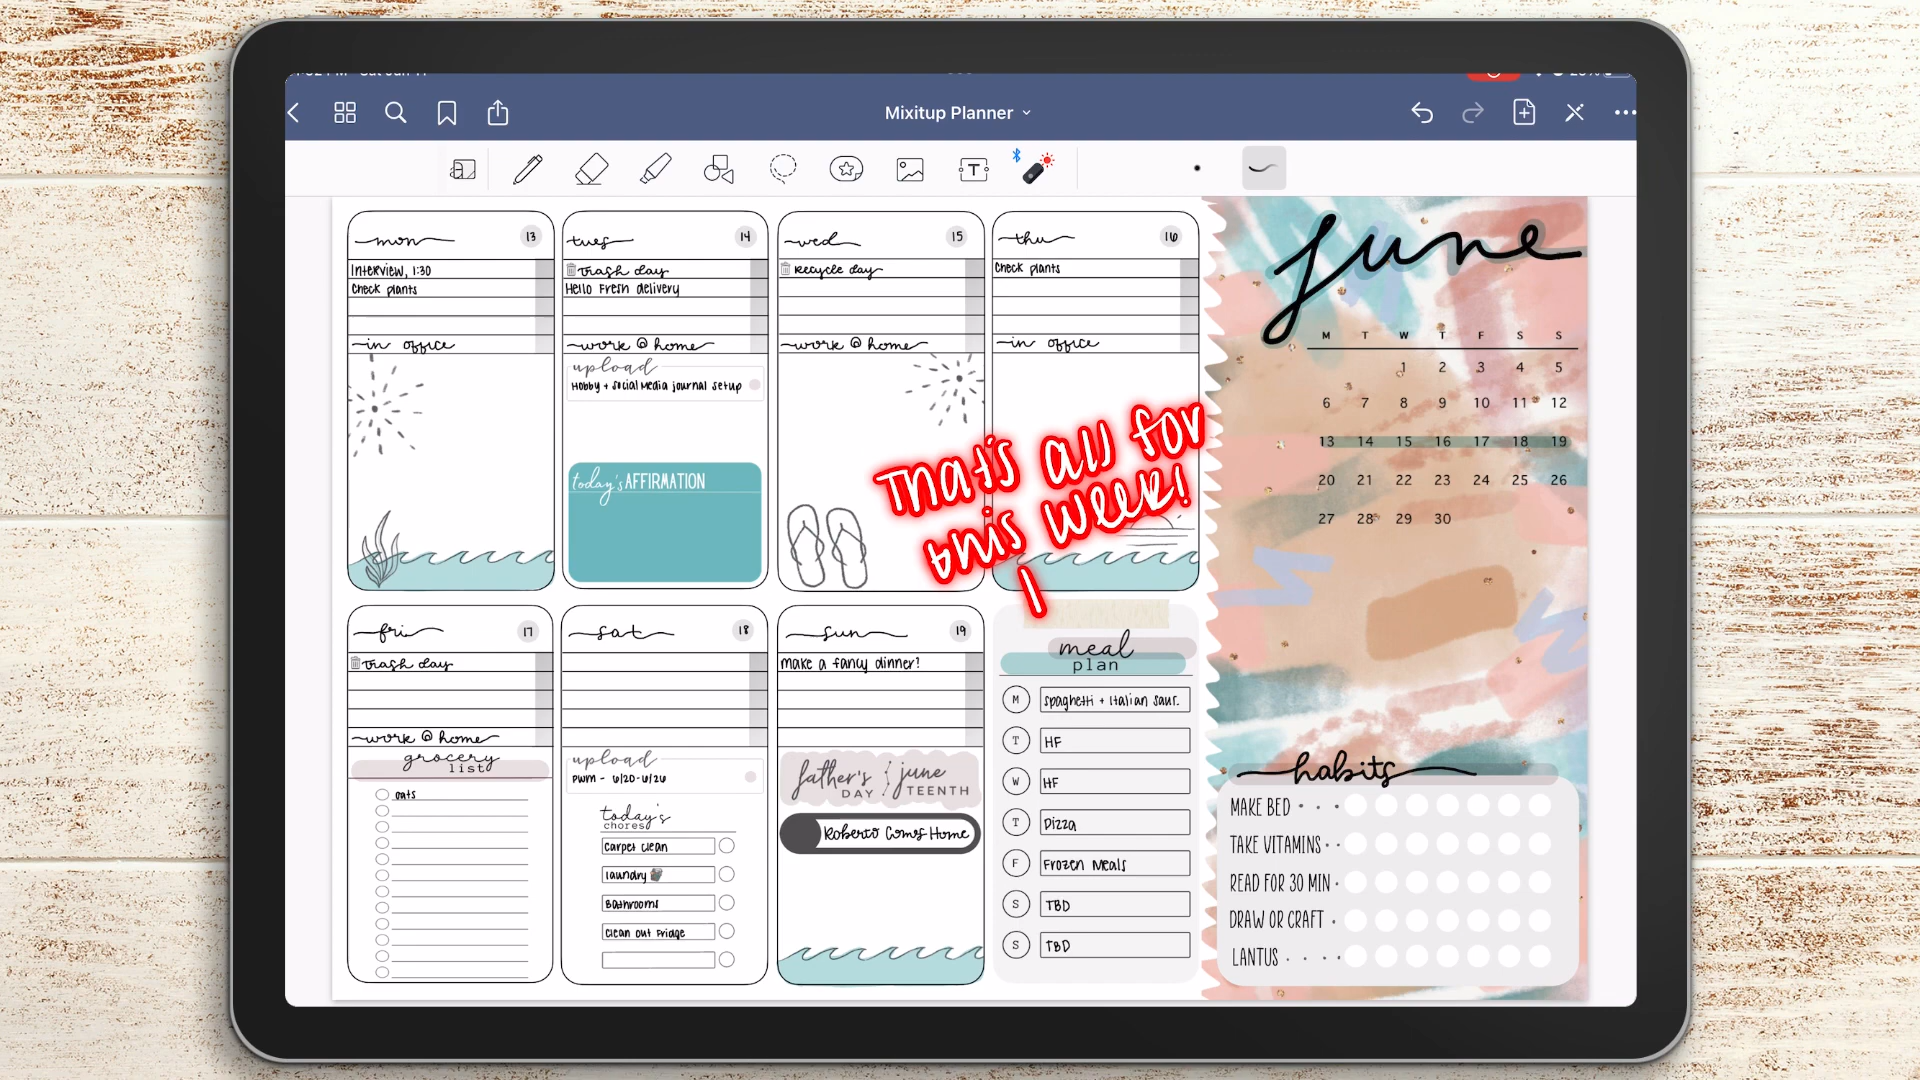 Mixitup Planner
mon 13
Interview, 1:30
Check plants
in office
tues 14
Trash day
Hello Fresh delivery
work @ home
upload
Hobby + Social Media journal setup
today's AFFIRMATION
wed 15
Recycle day
work @ home
thu 16
Check plants
in office
That's all for
this week!
fri 17
Trash day
work @ home
grocery
list
oats
sat 18
upload
PWM - 6/20-6/26
today's
chores
Carpet clean
laundry
Bathrooms
Clean out Fridge
sun 19
Make a fancy dinner!
father's DAY
june TEENTH
Roberto Comes Home
meal
plan
M spaghetti + Italian Saus.
T HF
W HF
T Pizza
F Frozen Meals
S TBD
S TBD
June
M T W T F S S
1 2 3 4 5
6 7 8 9 10 11 12
13 14 15 16 17 18 19
20 21 22 23 24 25 26
27 28 29 30
habits
MAKE BED
TAKE VITAMINS
READ FOR 30 MIN
DRAW OR CRAFT
LANTUS